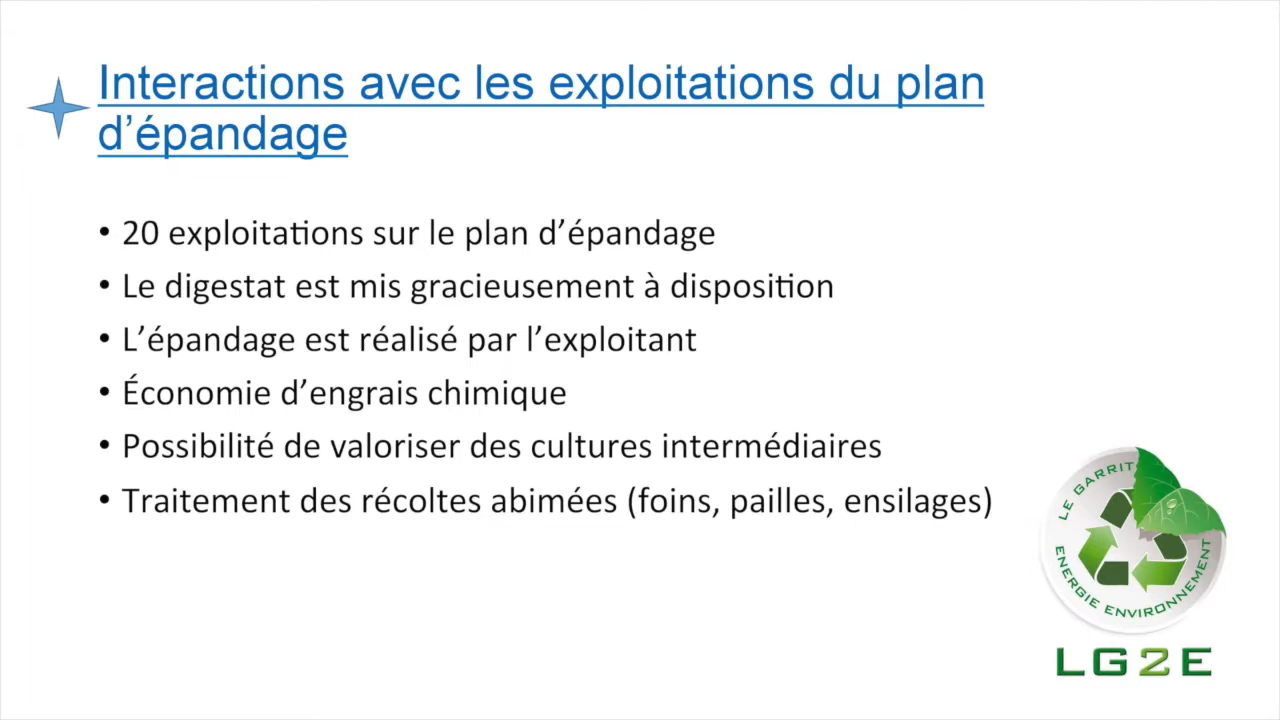 Interactions avec les exploitations du plan
d’épandage
• 20 exploitations sur le plan d’épandage
• Le digestat est mis gracieusement à disposition
• L’épandage est réalisé par l’exploitant
• Économie d’engrais chimique
• Possibilité de valoriser des cultures intermédiaires
• Traitement des récoltes abimées (foins, pailles, ensilages)
LE
ENERGIE ENVIRONNEMENT
LG2E